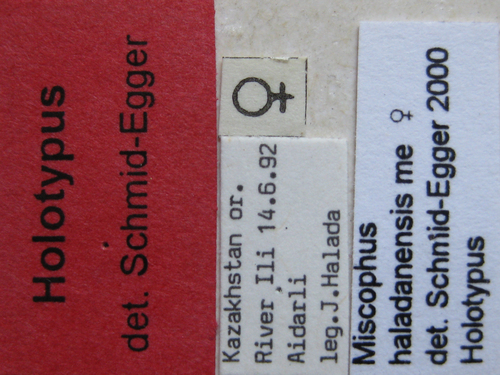 Holotypus
det. Schmid-Egger
♀
Kazakhstan or.
River Ili 14.6.92
Aidarli
leg.J.Halada
Miscophus
haladanensis me ♀
det. Schmid-Egger 2000
Holotypus